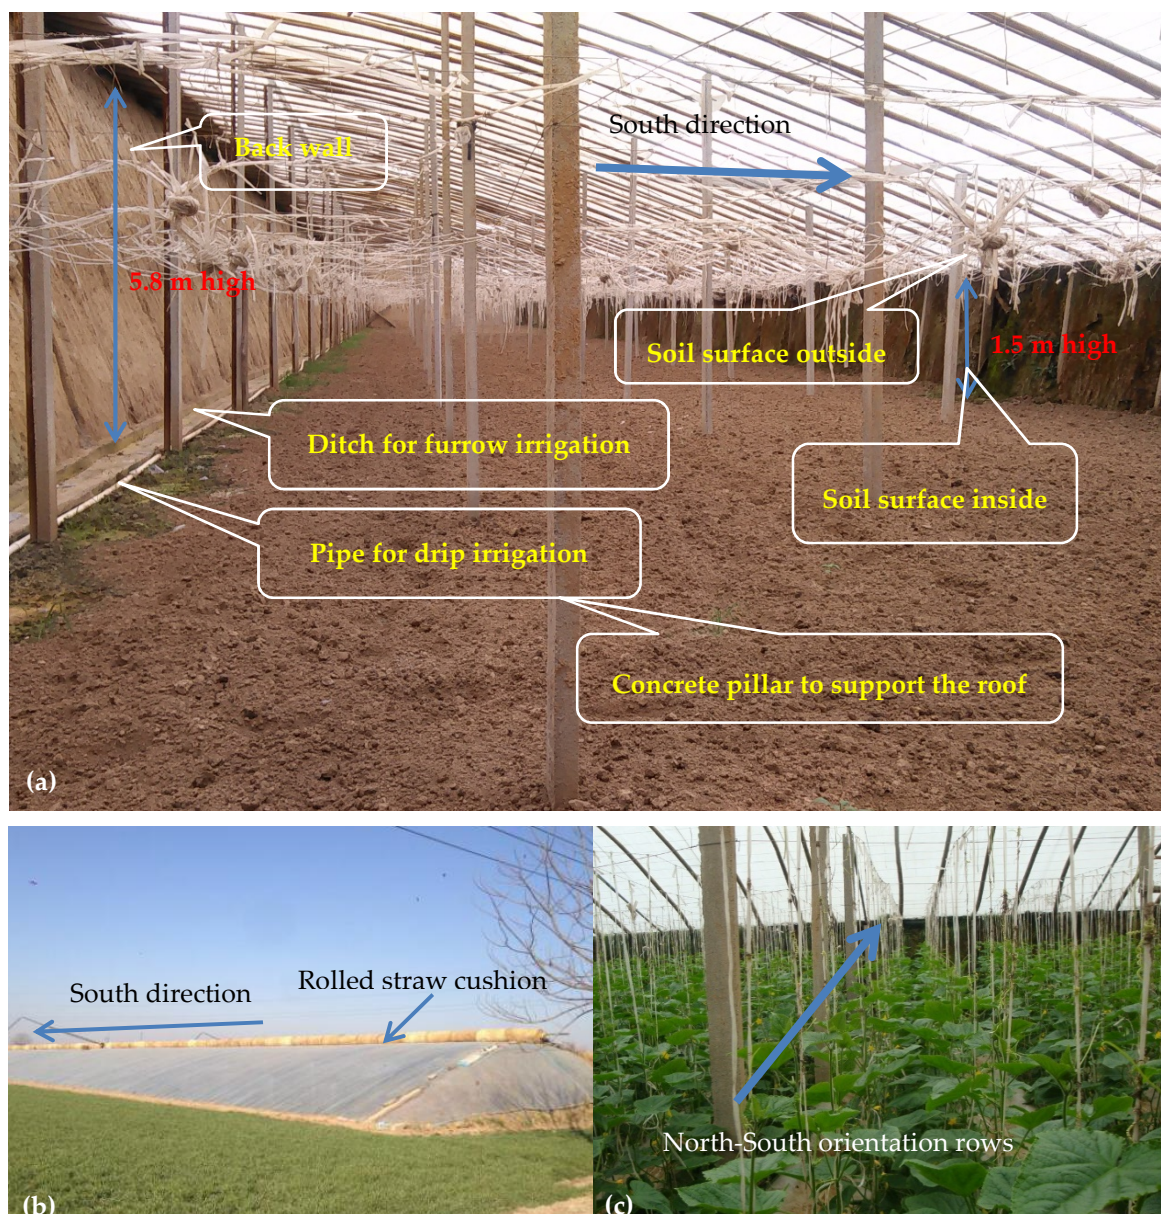 South direction
Back wall
5.8 m high
Soil surface outside
1.5 m high
Ditch for furrow irrigation
Soil surface inside
Pipe for drip irrigation
Concrete pillar to support the roof
(a)
Rolled straw cushion
South direction
North-South orientation rows
(b)
(c)